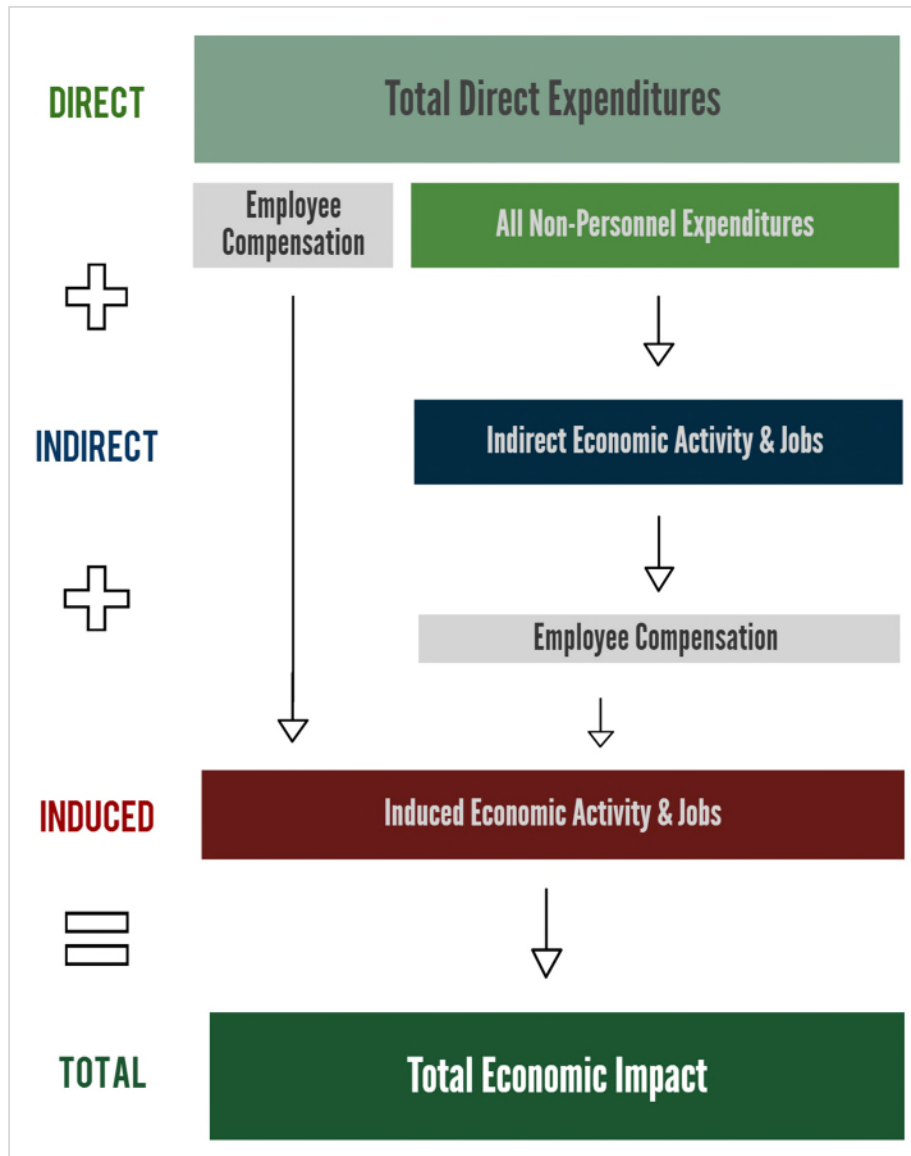 DIRECT
Total Direct Expenditures
Employee
Compensation
All Non-Personnel Expenditures
INDIRECT
Indirect Economic Activity & Jobs
Employee Compensation
INDUCED
Induced Economic Activity & Jobs
TOTAL
Total Economic Impact